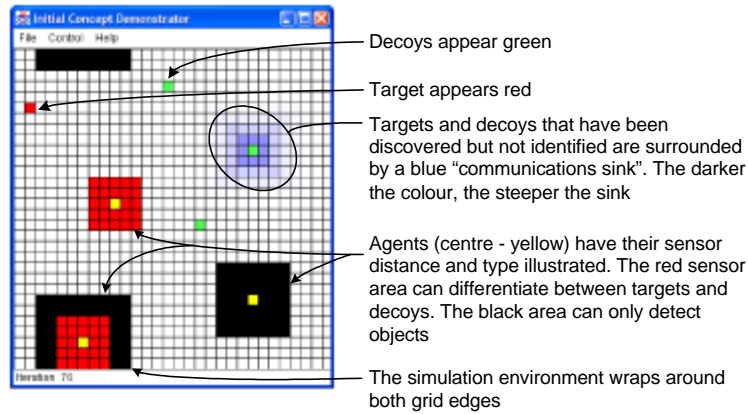 Initial Concept Demonstrator
File Control Help
Decoys appear green
Target appears red
Targets and decoys that have been
discovered but not identified are surrounded
by a blue “communications sink”. The darker
the colour, the steeper the sink
Agents (centre - yellow) have their sensor
distance and type illustrated. The red sensor
area can differentiate between targets and
decoys. The black area can only detect
objects
Iteration 76
The simulation environment wraps around
both grid edges